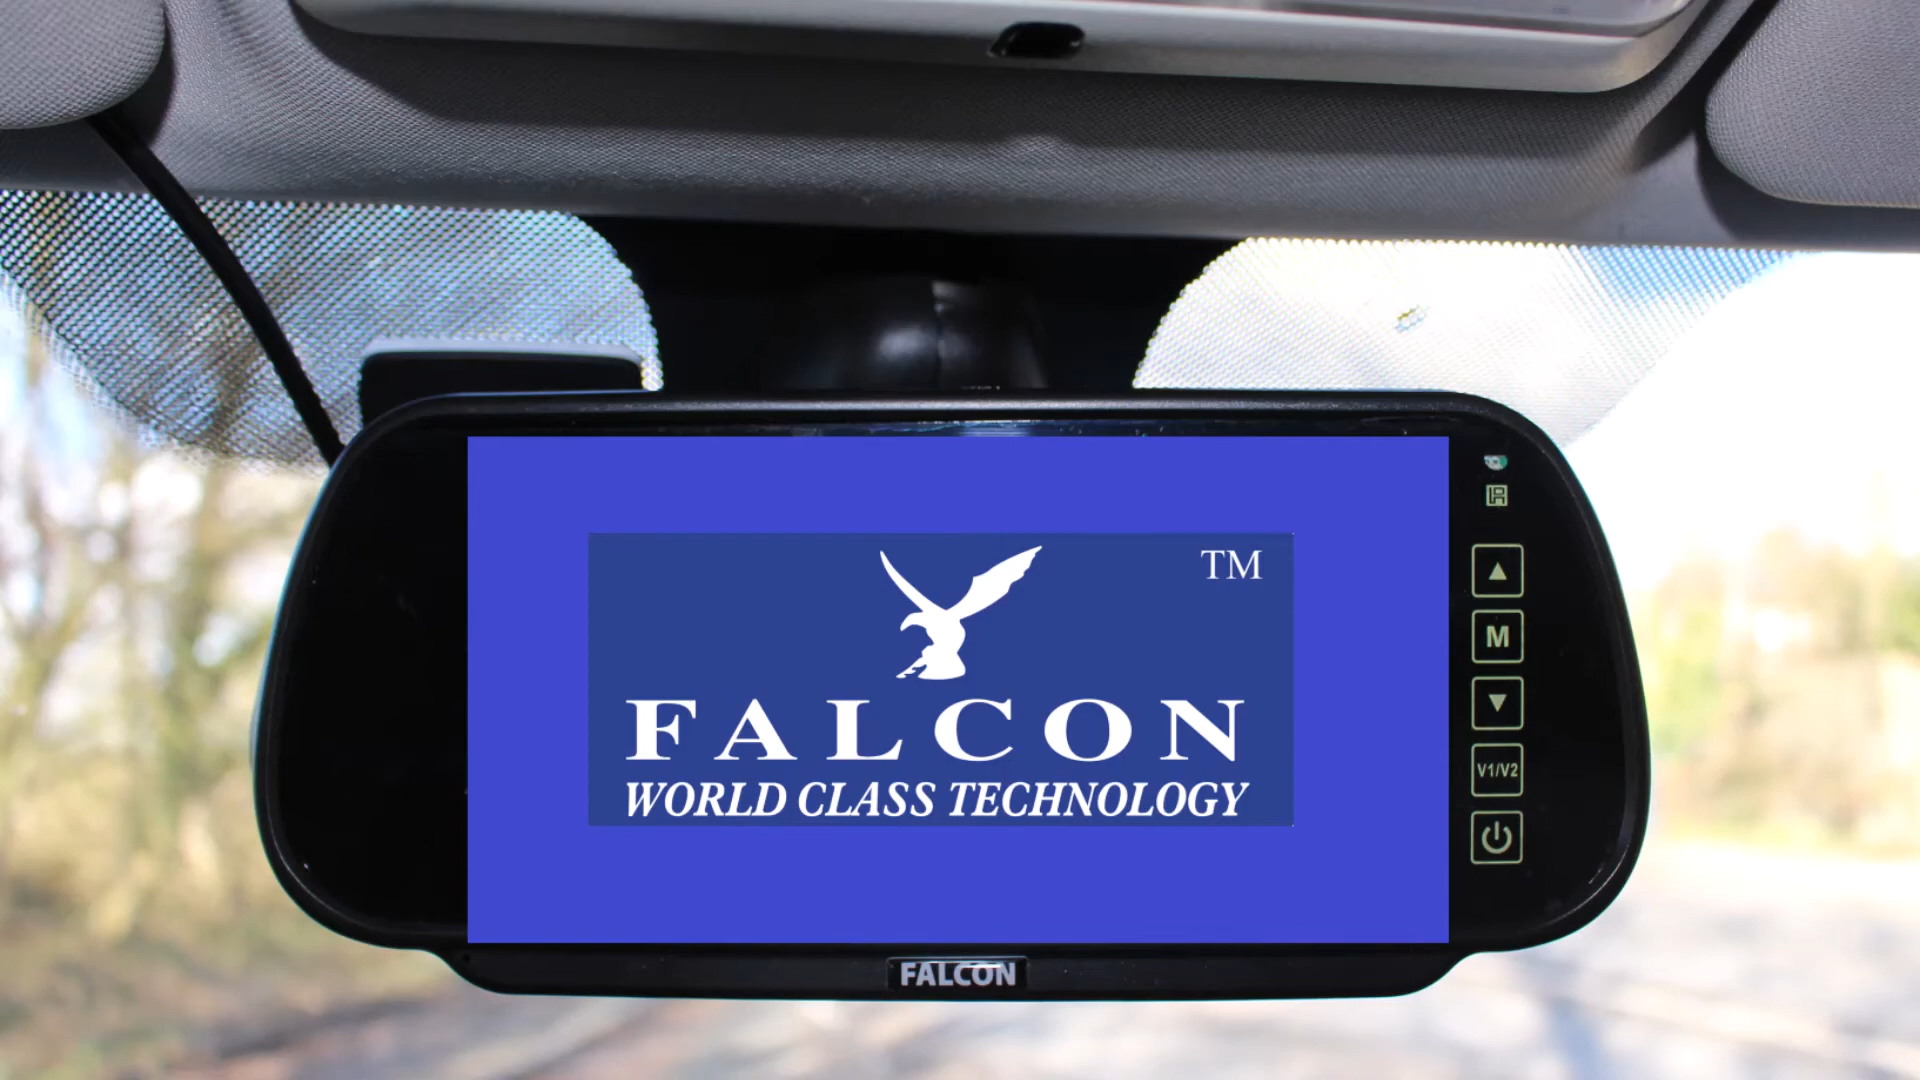 TM
FALCON
WORLD CLASS TECHNOLOGY
M
V1/V2
FALCON